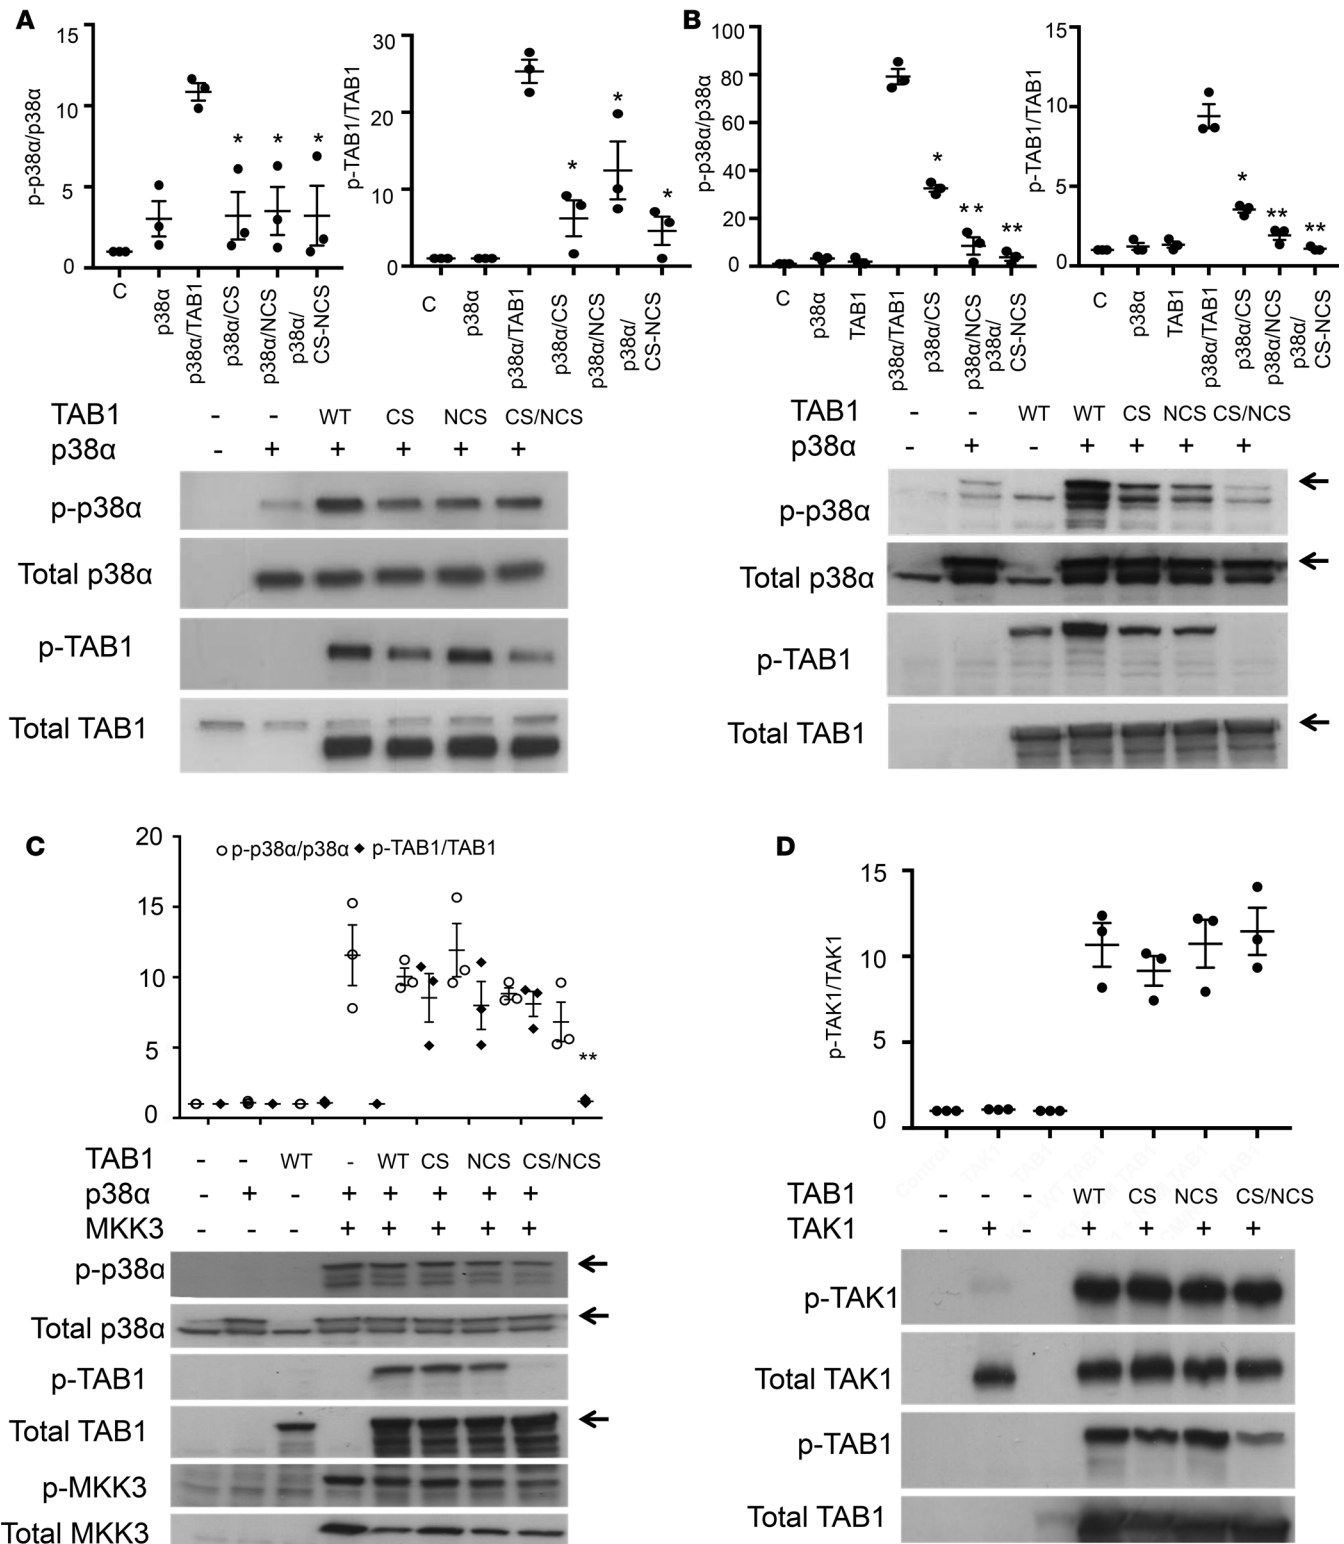 A
15
10
5
0
p-p38α/p38α
*
*
*
C
p38α
p38α/TAB1
p38α/CS
p38α/NCS
p38α/
CS-NCS
30
20
10
0
p-TAB1/TAB1
*
*
*
C
p38α
p38α/TAB1
p38α/CS
p38α/NCS
p38α/
CS-NCS
TAB1 - - WT CS NCS CS/NCS
p38α - + + + + +
p-p38α
Total p38α
p-TAB1
Total TAB1
B
100
80
60
40
20
0
p-p38α/p38α
*
**
**
C
p38α
TAB1
p38α/TAB1
p38α/CS
p38α/NCS
p38α/
CS-NCS
15
10
5
0
p-TAB1/TAB1
*
**
**
C
p38α
TAB1
p38α/TAB1
p38α/CS
p38α/NCS
p38α/
CS-NCS
TAB1 - - WT WT CS NCS CS/NCS
p38α - + - + + + +
p-p38α
Total p38α
p-TAB1
Total TAB1
C
20
15
10
5
0
p-p38α/p38α p-TAB1/TAB1
**
TAB1 - - WT - WT CS NCS CS/NCS
p38α - + - + + + + +
MKK3 - - - + + + + +
p-p38α
Total p38α
p-TAB1
Total TAB1
p-MKK3
Total MKK3
D
15
10
5
0
p-TAK1/TAK1
Control
TAK1
TAB1
TAB1 - - - WT CS NCS CS/NCS
TAK1 - + - + + + +
p-TAK1
Total TAK1
p-TAB1
Total TAB1